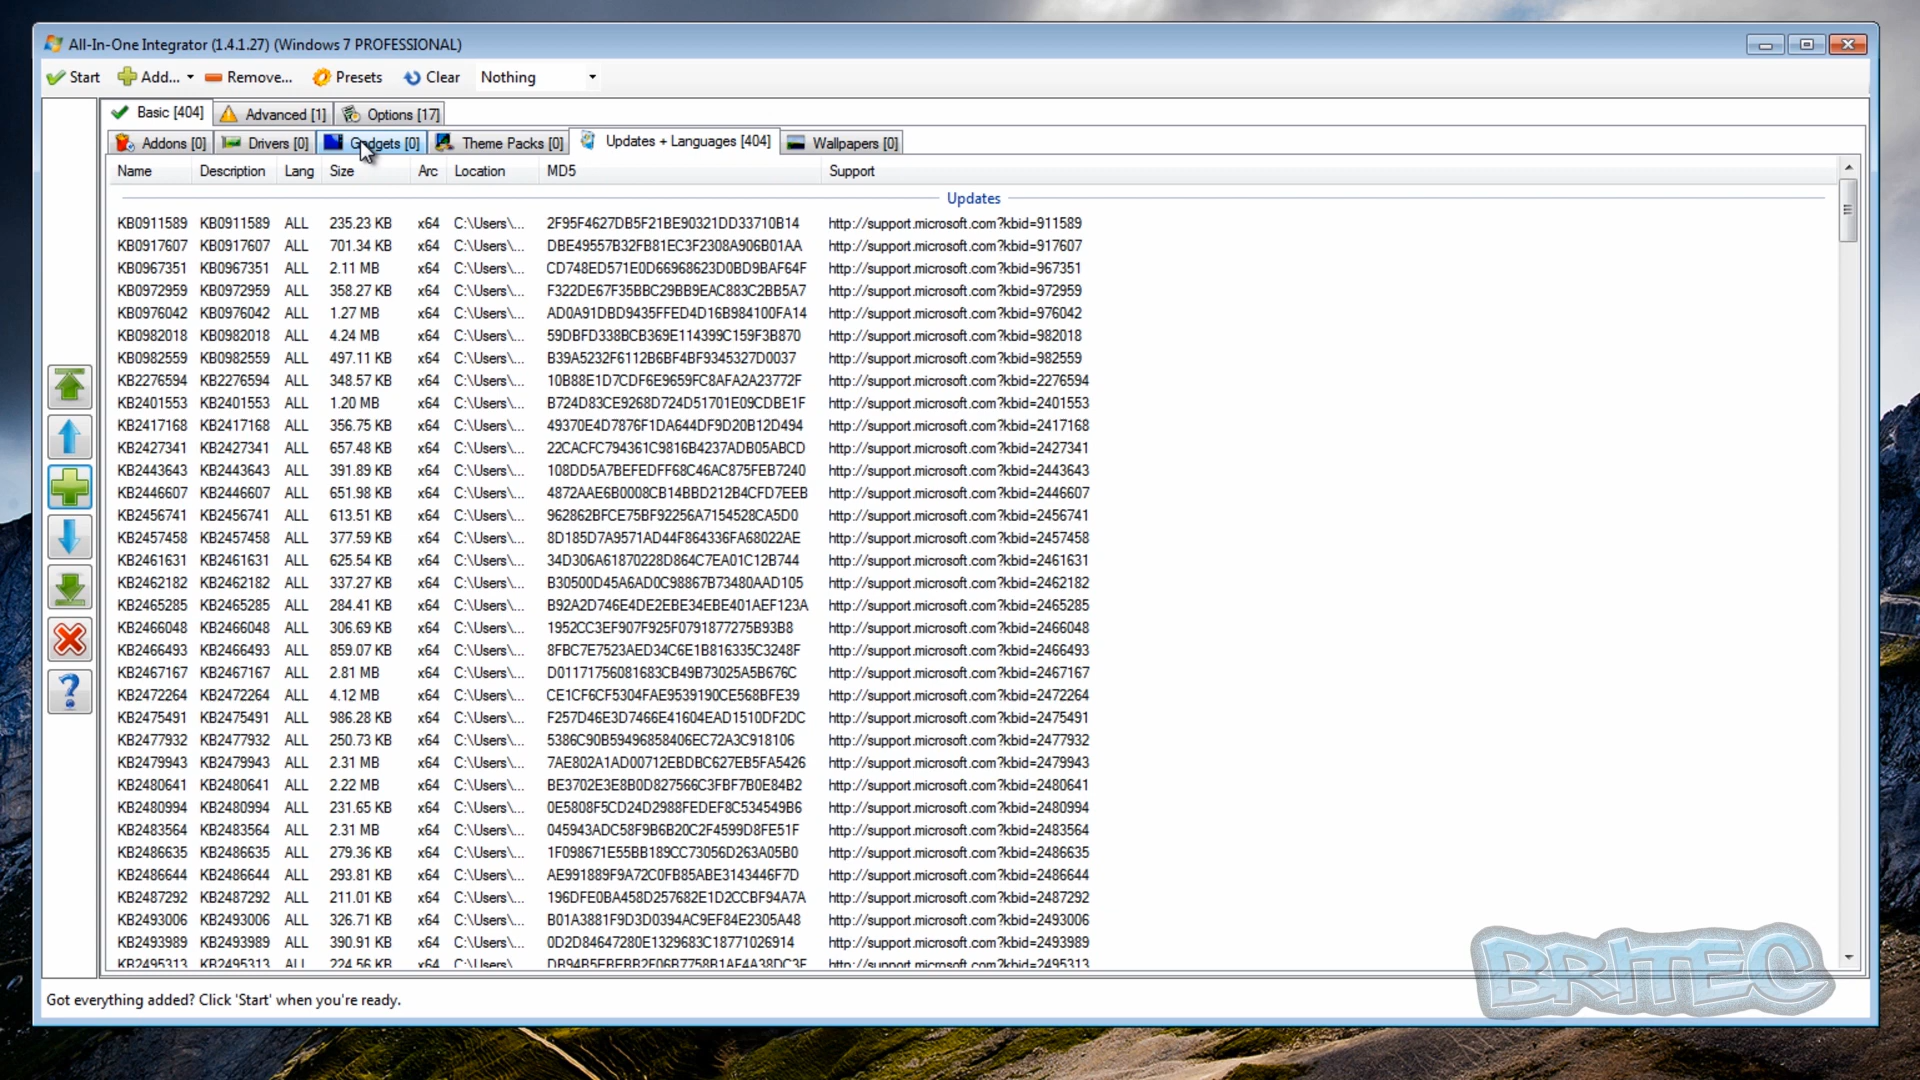 All-In-One Integrator (1.4.1.27) (Windows 7 PROFESSIONAL)
Start Add... Remove... Presets Clear Nothing
Basic [404] Advanced [1] Options [17]
Addons [0] Drivers [0] Gadgets [0] Theme Packs [0] Updates + Languages [404] Wallpapers [0]
Name Description Lang Size Arc Location MD5 Support
Updates
KB0911589 KB0911589 ALL 235.23 KB x64 C:\Users\... 2F95F4627DB5F21BE90321DD33710B14 http://support.microsoft.com?kbid=911589
KB0917607 KB0917607 ALL 701.34 KB x64 C:\Users\... DBE49557B32FB81EC3F2308A906B01AA http://support.microsoft.com?kbid=917607
KB0967351 KB0967351 ALL 2.11 MB x64 C:\Users\... CD748ED571E0D66968623D0BD9BAF64F http://support.microsoft.com?kbid=967351
KB0972959 KB0972959 ALL 358.27 KB x64 C:\Users\... F322DE67F35BBC29BB9EAC883C2BB5A7 http://support.microsoft.com?kbid=972959
KB0976042 KB0976042 ALL 1.27 MB x64 C:\Users\... AD0A91DBD9435FFED4D16B984100FA14 http://support.microsoft.com?kbid=976042
KB0982018 KB0982018 ALL 4.24 MB x64 C:\Users\... 59DBFD338BCB369E114399C159F3B870 http://support.microsoft.com?kbid=982018
KB0982559 KB0982559 ALL 497.11 KB x64 C:\Users\... B39A5232F6112B6BF4BF9345327D0037 http://support.microsoft.com?kbid=982559
KB2276594 KB2276594 ALL 348.57 KB x64 C:\Users\... 10B88E1D7CDF6E9659FC8AFA2A23772F http://support.microsoft.com?kbid=2276594
KB2401553 KB2401553 ALL 1.20 MB x64 C:\Users\... B724D83CE9268D724D51701E09CDBE1F http://support.microsoft.com?kbid=2401553
KB2417168 KB2417168 ALL 356.75 KB x64 C:\Users\... 49370E4D7876F1DA644DF9D20B12D494 http://support.microsoft.com?kbid=2417168
KB2427341 KB2427341 ALL 657.48 KB x64 C:\Users\... 22CACFC794361C9816B4237ADB05ABCD http://support.microsoft.com?kbid=2427341
KB2443643 KB2443643 ALL 391.89 KB x64 C:\Users\... 108DD5A7BEFEDFF68C46AC875FEB7240 http://support.microsoft.com?kbid=2443643
KB2446607 KB2446607 ALL 651.98 KB x64 C:\Users\... 4872AAE6B0008CB14BBD212B4CFD7EEB http://support.microsoft.com?kbid=2446607
KB2456741 KB2456741 ALL 613.51 KB x64 C:\Users\... 962862BFCE75BF92256A7154528CA5D0 http://support.microsoft.com?kbid=2456741
KB2457458 KB2457458 ALL 377.59 KB x64 C:\Users\... 8D185D7A9571AD44F864336FA68022AE http://support.microsoft.com?kbid=2457458
KB2461631 KB2461631 ALL 625.54 KB x64 C:\Users\... 34D306A61870228D864C7EA01C12B744 http://support.microsoft.com?kbid=2461631
KB2462182 KB2462182 ALL 337.27 KB x64 C:\Users\... B30500D45A6AD0C98867B73480AAD105 http://support.microsoft.com?kbid=2462182
KB2465285 KB2465285 ALL 284.41 KB x64 C:\Users\... B92A2D746E4DE2EBE34EBE401AEF123A http://support.microsoft.com?kbid=2465285
KB2466048 KB2466048 ALL 306.69 KB x64 C:\Users\... 1952CC3EF907F925F0791877275B93B8 http://support.microsoft.com?kbid=2466048
KB2466493 KB2466493 ALL 859.07 KB x64 C:\Users\... 8FBC7E7523AED34C6E1B816335C3248F http://support.microsoft.com?kbid=2466493
KB2467167 KB2467167 ALL 2.81 MB x64 C:\Users\... D01171756081683CB49B73025A5B676C http://support.microsoft.com?kbid=2467167
KB2472264 KB2472264 ALL 4.12 MB x64 C:\Users\... CE1CF6CF5304FAE9539190CE568BFE39 http://support.microsoft.com?kbid=2472264
KB2475491 KB2475491 ALL 986.28 KB x64 C:\Users\... F257D46E3D7466E41604EAD1510DF2DC http://support.microsoft.com?kbid=2475491
KB2477932 KB2477932 ALL 250.73 KB x64 C:\Users\... 5386C90B59496858406EC72A3C918106 http://support.microsoft.com?kbid=2477932
KB2479943 KB2479943 ALL 2.31 MB x64 C:\Users\... 7AE802A1AD00712EBDBC627EB5FA5426 http://support.microsoft.com?kbid=2479943
KB2480641 KB2480641 ALL 2.22 MB x64 C:\Users\... BE3702E3E8B0D827566C3FBF7B0E84B2 http://support.microsoft.com?kbid=2480641
KB2480994 KB2480994 ALL 231.65 KB x64 C:\Users\... 0E5808F5CD24D2988FEDEF8C534549B6 http://support.microsoft.com?kbid=2480994
KB2483564 KB2483564 ALL 2.31 MB x64 C:\Users\... 045943ADC58F9B6B20C2F4599D8FE51F http://support.microsoft.com?kbid=2483564
KB2486635 KB2486635 ALL 279.36 KB x64 C:\Users\... 1F098671E55BB189CC73056D263A05B0 http://support.microsoft.com?kbid=2486635
KB2486644 KB2486644 ALL 293.81 KB x64 C:\Users\... AE991889F9A72C0FB85ABE3143446F7D http://support.microsoft.com?kbid=2486644
KB2487292 KB2487292 ALL 211.01 KB x64 C:\Users\... 196DFE0BA458D257682E1D2CCBF94A7A http://support.microsoft.com?kbid=2487292
KB2493006 KB2493006 ALL 326.71 KB x64 C:\Users\... B01A3881F9D3D0394AC9EF84E2305A48 http://support.microsoft.com?kbid=2493006
KB2493989 KB2493989 ALL 390.91 KB x64 C:\Users\... 0D2D84647280E1329683C18771026914 http://support.microsoft.com?kbid=2493989
KB2495313 KB2495313 ALL 224.56 KB x64 C:\Users\ http://support.microsoft.com?kbid=2495313
Got everything added? Click 'Start' when you're ready.
BRITEC